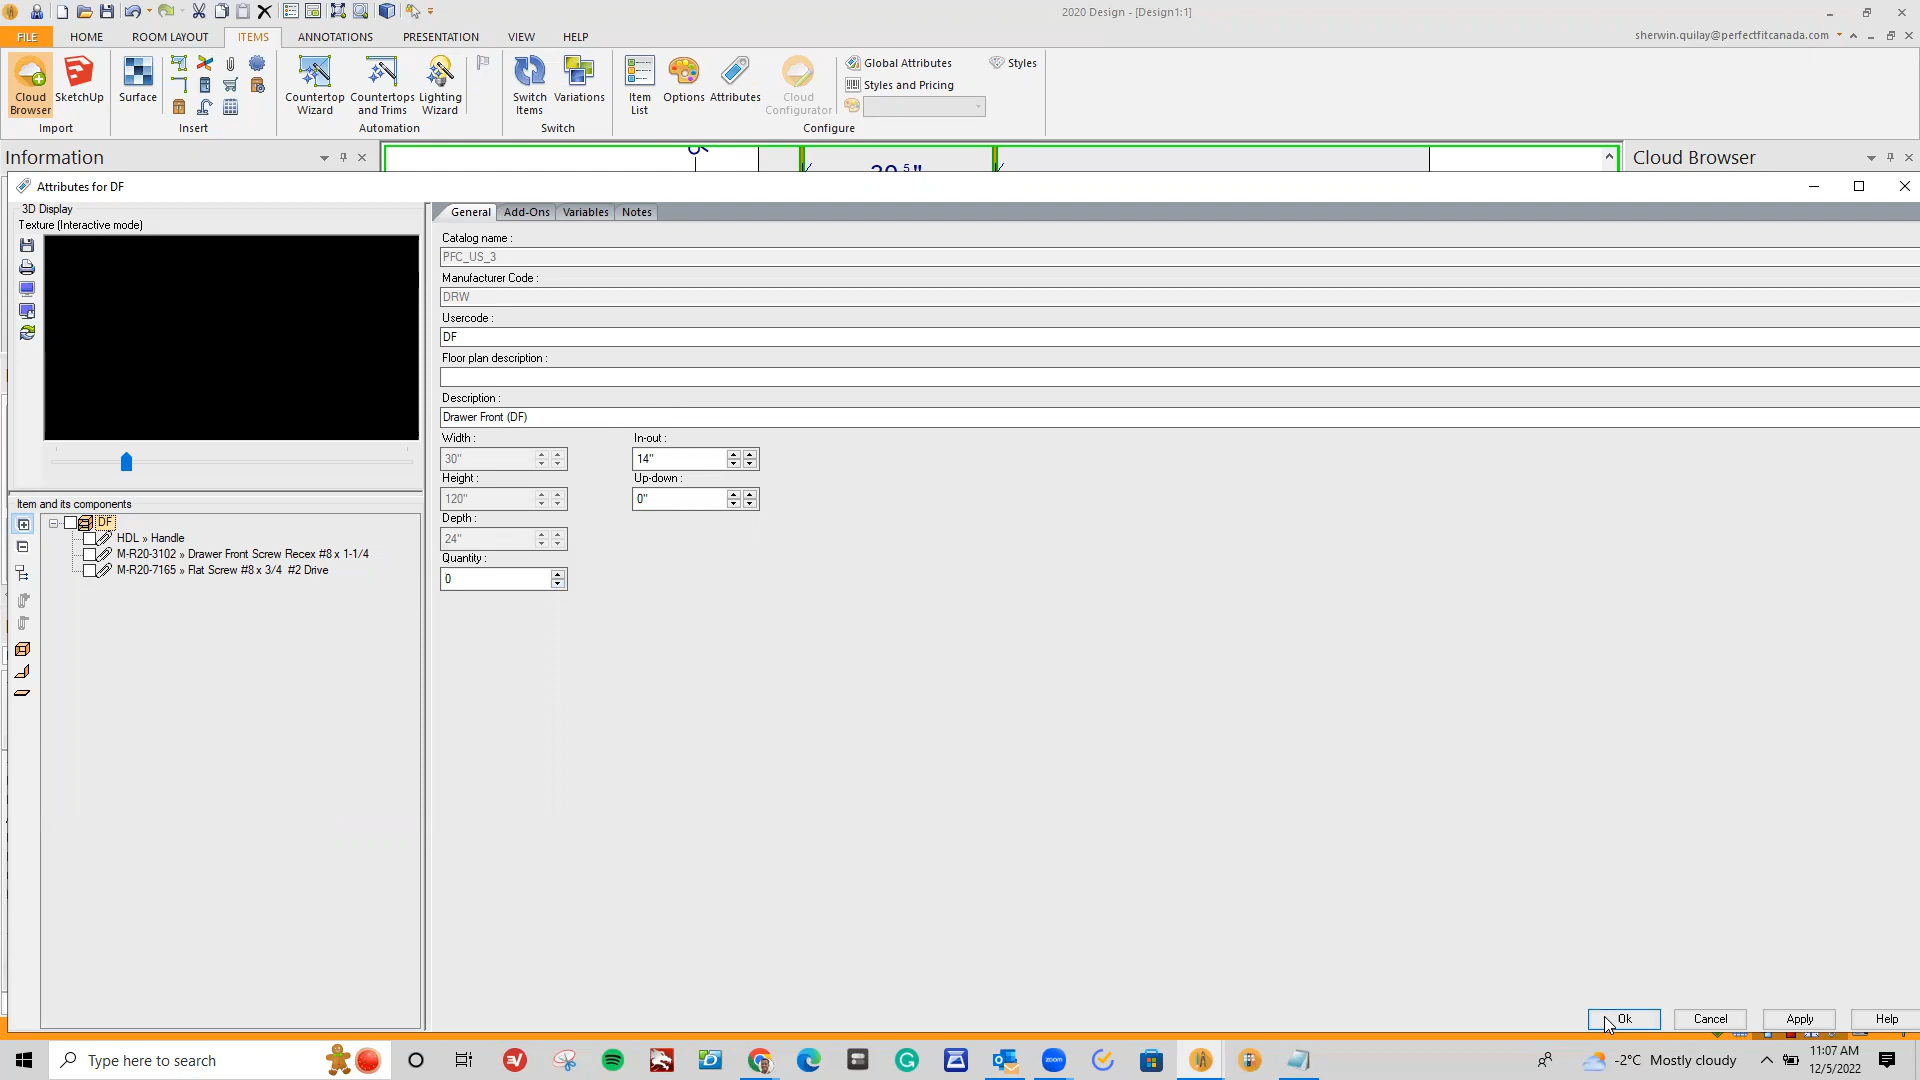 2020 Design - [Design1:1]
FILE
HOME
ROOM LAYOUT
ITEMS
ANNOTATIONS
PRESENTATION
VIEW
HELP
sherwin.quilay@perfectfitcanada.com
Cloud Browser
SketchUp
Surface
Countertop Wizard
Countertops and Trims
Lighting Wizard
Switch Items
Variations
Item List
Options
Attributes
Cloud Configurator
Global Attributes
Styles and Pricing
Styles
Import
Insert
Automation
Switch
Configure
Information
Cloud Browser
Attributes for DF
3D Display
Texture (Interactive mode)
General
Add-Ons
Variables
Notes
Catalog name :
PFC_US_3
Manufacturer Code :
DRW
Usercode :
DF
Floor plan description :
Description :
Drawer Front (DF)
Width :
30"
In-out :
14"
Height :
120"
Up-down :
0"
Depth :
24"
Quantity :
0
Item and its components
DF
HDL » Handle
M-R20-3102 » Drawer Front Screw Recex #8 x 1-1/4
M-R20-7165 » Flat Screw #8 x 3/4 #2 Drive
Ok
Cancel
Apply
Help
Type here to search
zoom
-2°C Mostly cloudy
11:07 AM
12/5/2022